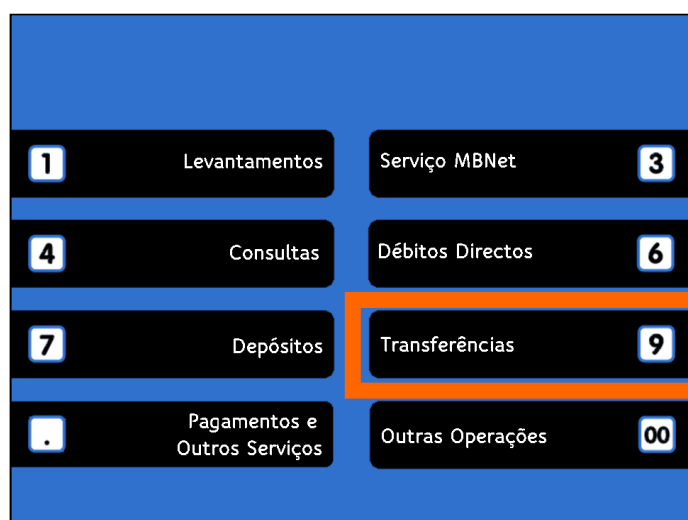 1 Levantamentos
Serviço MBNet 3
4 Consultas
Débitos Directos 6
7 Depósitos
Transferências 9
. Pagamentos e
Outros Serviços
Outras Operações 00